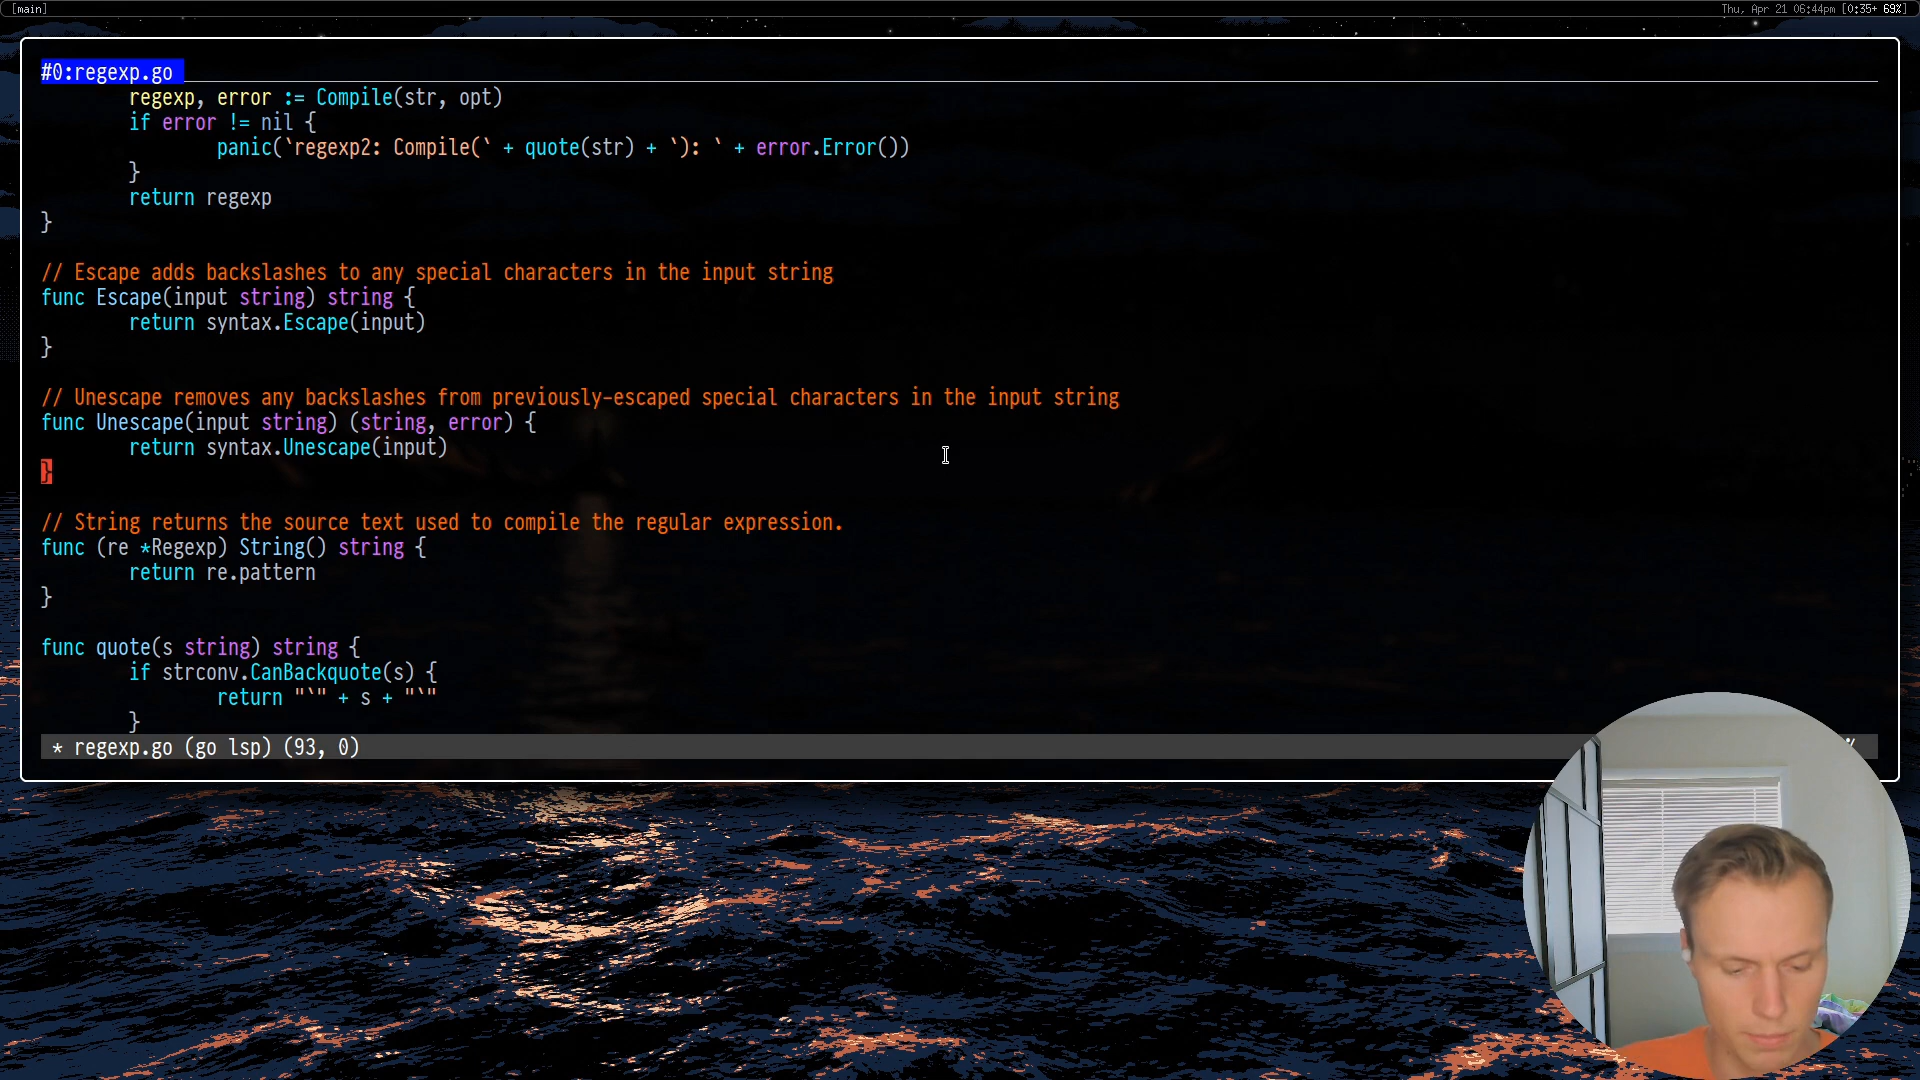 [main]
Thu, Apr 21 06:44pm [0:35+ 69%]
#0:regexp.go
regexp, error := Compile(str, opt)
if error != nil {
panic(`regexp2: Compile(` + quote(str) + `): ` + error.Error())
}
return regexp
}
// Escape adds backslashes to any special characters in the input string
func Escape(input string) string {
return syntax.Escape(input)
}
// Unescape removes any backslashes from previously-escaped special characters in the input string
func Unescape(input string) (string, error) {
return syntax.Unescape(input)
}
// String returns the source text used to compile the regular expression.
func (re *Regexp) String() string {
return re.pattern
}
func quote(s string) string {
if strconv.CanBackquote(s) {
return "`" + s + "`"
}
* regexp.go (go lsp) (93, 0)